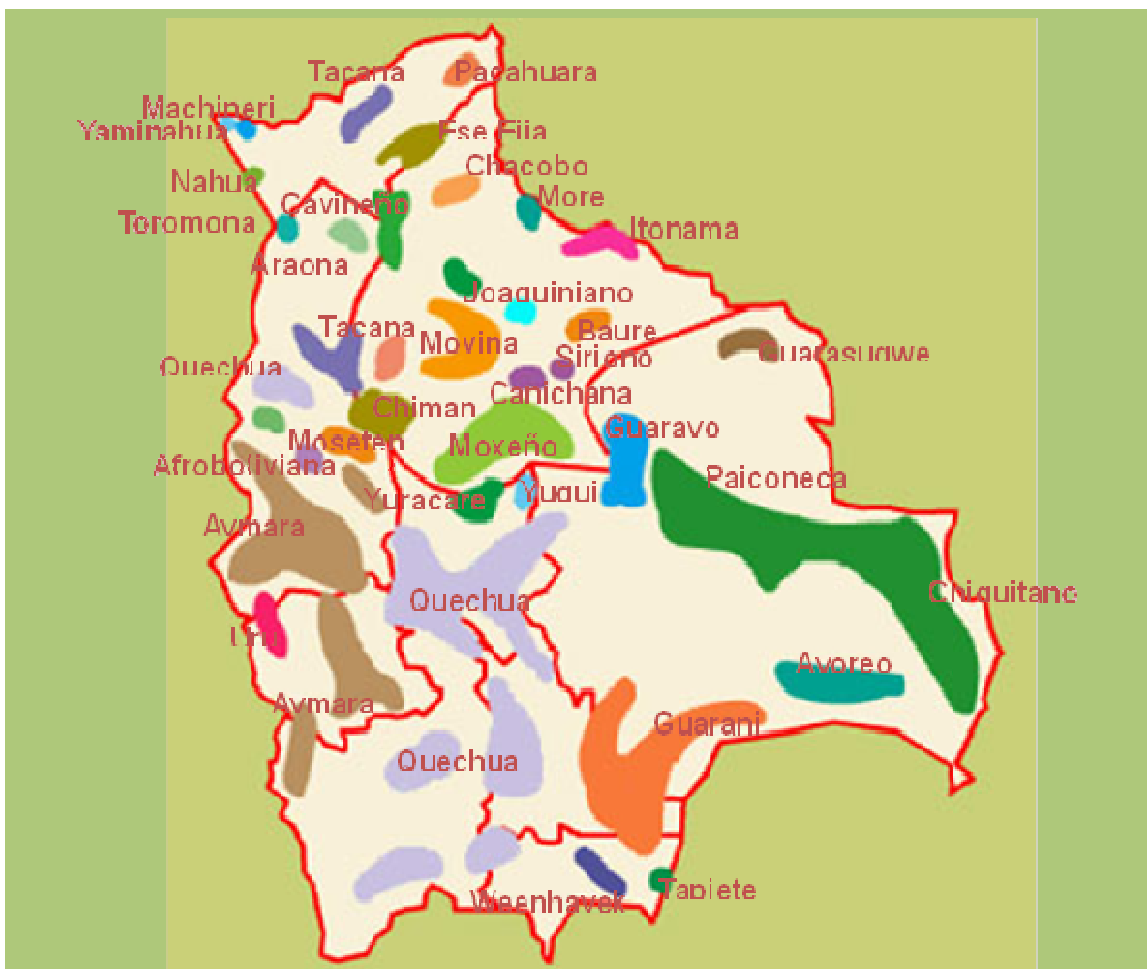 Tacana
Pacahuara
Machineri
Yaminahua
Ese Ejja
Chacobo
Nahua
More
Cavineño
Toromona
Itonama
Araona
Joaquiniano
Tacana
Movina
Baure
Siriono
Guarasugwe
Quechua
Canichana
Chiman
Guarayo
Moseten
Moxeño
Afroboliviana
Paiconeca
Yuracare
Yuqui
Aymara
Chiquitano
Quechua
Uru
Ayoreo
Aymara
Guarani
Quechua
Tapiete
Weenhayek